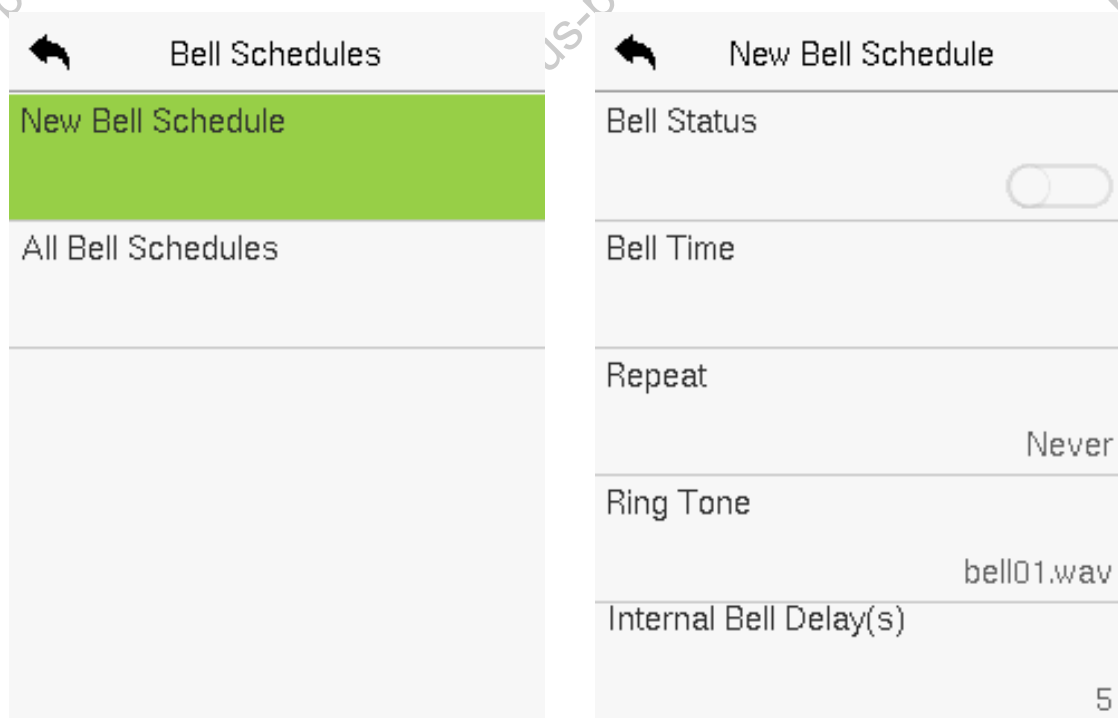 Bell Schedules
New Bell Schedule
All Bell Schedules
New Bell Schedule
Bell Status
Bell Time
Repeat
Never
Ring Tone
bell01.wav
Internal Bell Delay(s)
5